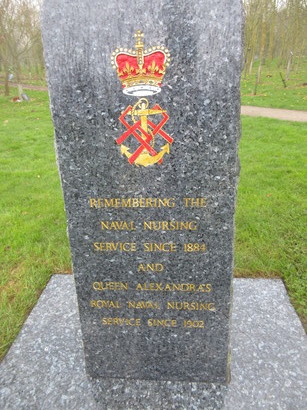 REMEMBERING THE
NAVAL NURSING
SERVICE SINCE 1884
AND
QUEEN ALEXANDRA'S
ROYAL NAVAL NURSING
SERVICE SINCE 1902